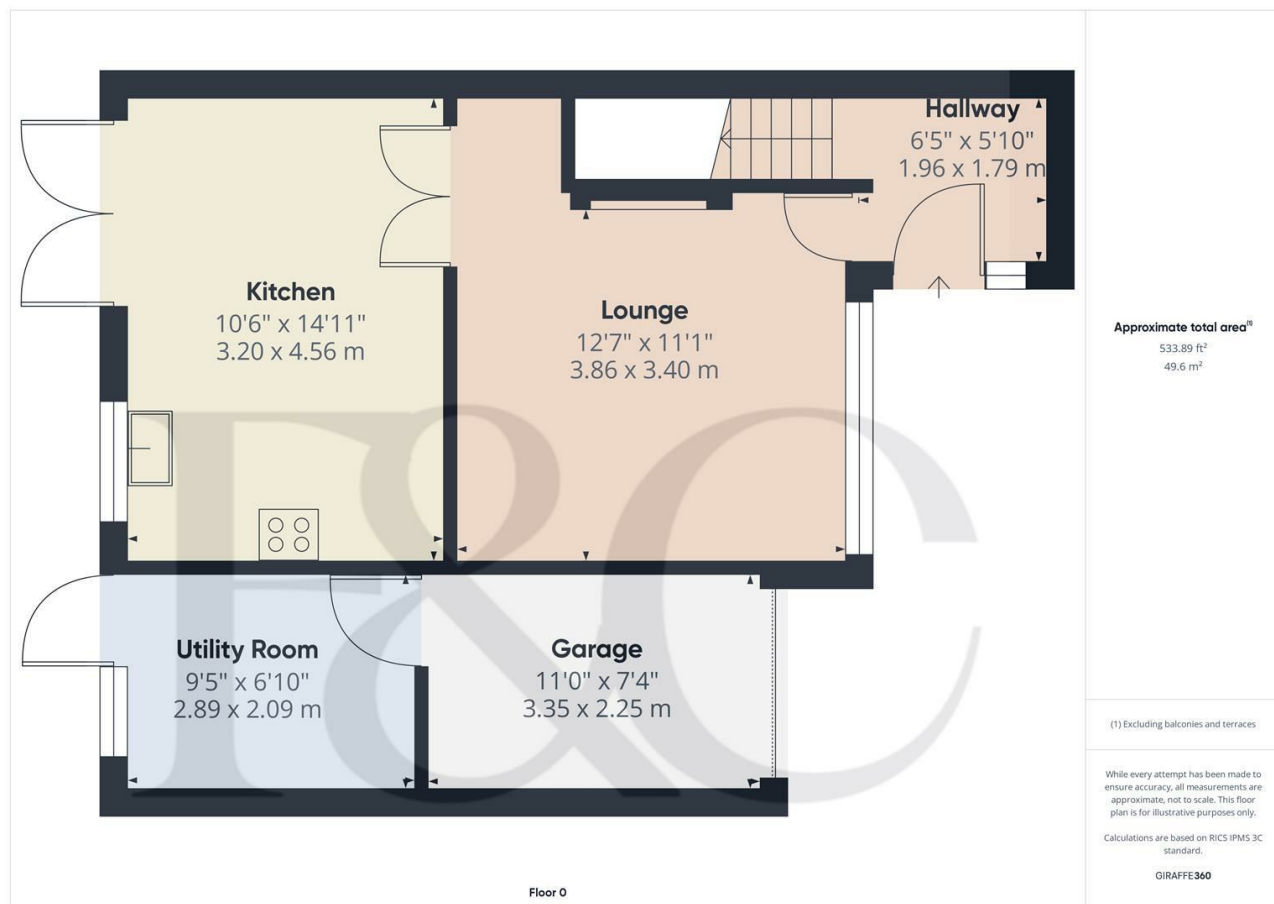 Hallway
6'5" x 5'10"
1.96 x 1.79 m
Kitchen
10'6" x 14'11"
3.20 x 4.56 m
Lounge
12'7" x 11'1"
3.86 x 3.40 m
Utility Room
9'5" x 6'10"
2.89 x 2.09 m
Garage
11'0" x 7'4"
3.35 x 2.25 m
F&C
Floor 0
Approximate total area(1)
533.89 ft²
49.6 m²
(1) Excluding balconies and terraces
While every attempt has been made to
ensure accuracy, all measurements are
approximate, not to scale. This floor
plan is for illustrative purposes only.
Calculations are based on RICS IPMS 3C
standard.
GIRAFFE360